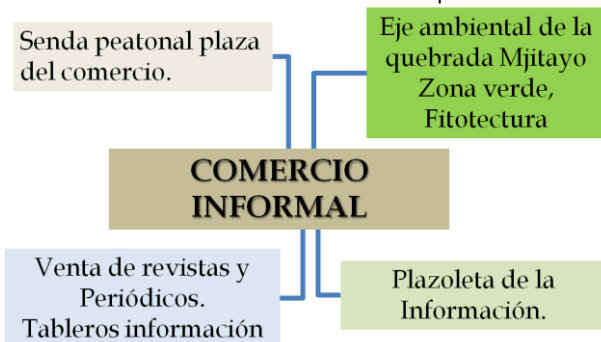 Senda peatonal plaza
del comercio.
Eje ambiental de la
quebrada Mjitayo
Zona verde,
Fitotectura
COMERCIO
INFORMAL
Venta de revistas y
Periódicos.
Tableros información
Plazoleta de la
Información.